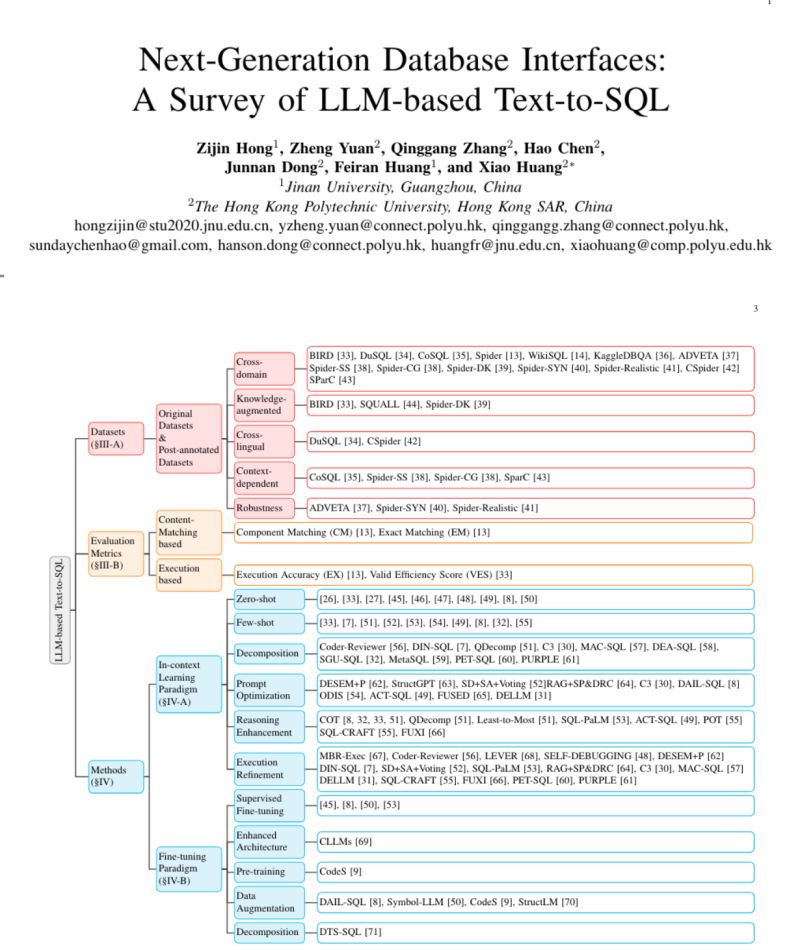 1
Next-Generation Database Interfaces:
A Survey of LLM-based Text-to-SQL
Zijin Hong1, Zheng Yuan2, Qinggang Zhang2, Hao Chen2,
Junnan Dong2, Feiran Huang1, and Xiao Huang2*
1Jinan University, Guangzhou, China
2The Hong Kong Polytechnic University, Hong Kong SAR, China
hongzijin@stu2020.jnu.edu.cn, yzheng.yuan@connect.polyu.hk, qinggangg.zhang@connect.polyu.hk,
sundaychenhao@gmail.com, hanson.dong@connect.polyu.hk, huangfr@jnu.edu.cn, xiaohuang@comp.polyu.edu.hk
3
LLM-based Text-to-SQL
Datasets
(§III-A)
Original
Datasets
&
Post-annotated
Datasets
Cross-
domain
BIRD [33], DuSQL [34], CoSQL [35], Spider [13], WikiSQL [14], KaggleDBQA [36], ADVETA [37]
Spider-SS [38], Spider-CG [38], Spider-DK [39], Spider-SYN [40], Spider-Realistic [41], CSpider [42]
SParC [43]
Knowledge-
augmented
BIRD [33], SQUALL [44], Spider-DK [39]
Cross-
lingual
DuSQL [34], CSpider [42]
Context-
dependent
CoSQL [35], Spider-SS [38], Spider-CG [38], SparC [43]
Robustness
ADVETA [37], Spider-SYN [40], Spider-Realistic [41]
Evaluation
Metrics
(§III-B)
Content-
Matching
based
Component Matching (CM) [13], Exact Matching (EM) [13]
Execution
based
Execution Accuracy (EX) [13], Valid Efficiency Score (VES) [33]
Methods
(§IV)
In-context
Learning
Paradigm
(§IV-A)
Zero-shot
[26], [33], [27], [45], [46], [47], [48], [49], [8], [50]
Few-shot
[33], [7], [51], [52], [53], [54], [49], [8], [32], [55]
Decomposition
Coder-Reviewer [56], DIN-SQL [7], QDecomp [51], C3 [30], MAC-SQL [57], DEA-SQL [58],
SGU-SQL [32], MetaSQL [59], PET-SQL [60], PURPLE [61]
Prompt
Optimization
DESEM+P [62], StructGPT [63], SD+SA+Voting [52]RAG+SP&DRC [64], C3 [30], DAIL-SQL [8]
ODIS [54], ACT-SQL [49], FUSED [65], DELLM [31]
Reasoning
Enhancement
COT [8, 32, 33, 51], QDecomp [51], Least-to-Most [51], SQL-PaLM [53], ACT-SQL [49], POT [55]
SQL-CRAFT [55], FUXI [66]
Execution
Refinement
MBR-Exec [67], Coder-Reviewer [56], LEVER [68], SELF-DEBUGGING [48], DESEM+P [62]
DIN-SQL [7], SD+SA+Voting [52], SQL-PaLM [53], RAG+SP&DRC [64], C3 [30], MAC-SQL [57]
DELLM [31], SQL-CRAFT [55], FUXI [66], PET-SQL [60], PURPLE [61]
Fine-tuning
Paradigm
(§IV-B)
Supervised
Fine-tuning
[45], [8], [50], [53]
Enhanced
Architecture
CLLMs [69]
Pre-training
CodeS [9]
Data
Augmentation
DAIL-SQL [8], Symbol-LLM [50], CodeS [9], StructLM [70]
Decomposition
DTS-SQL [71]